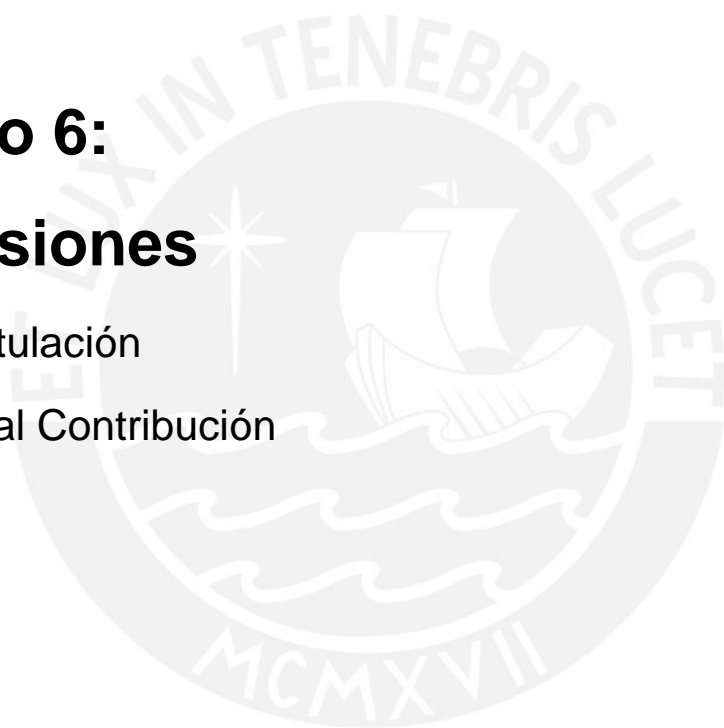 o 6:
siones
tulación
al Contribución
ET LUX IN TENEBRIS LUCET
MCMXVII